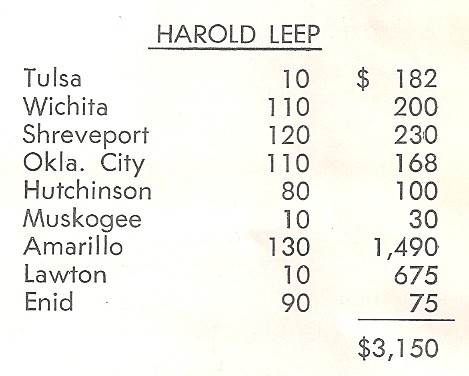 HAROLD LEEP
Tulsa 10 $ 182
Wichita 110 200
Shreveport 120 230
Okla. City 110 168
Hutchinson 80 100
Muskogee 10 30
Amarillo 130 1,490
Lawton 10 675
Enid 90 75
$3,150